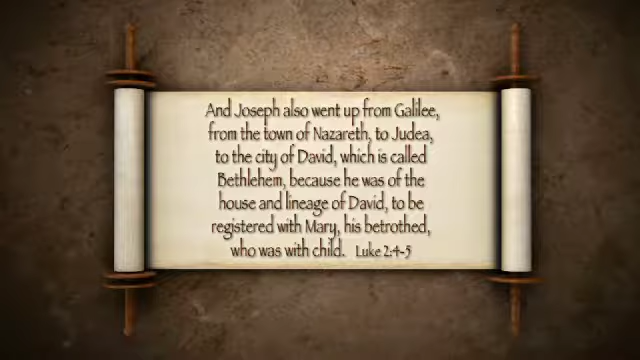 And Joseph also went up from Galilee,
from the town of Nazareth, to Judea,
to the city of David, which is called
Bethlehem, because he was of the
house and lineage of David, to be
registered with Mary, his betrothed,
who was with child. Luke 2:4-5